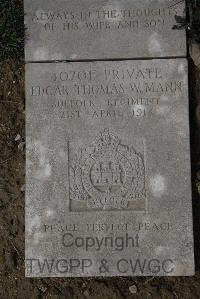 ALWAYS IN THE THOUGHTS
OF HIS WIFE AND SON
40701 PRIVATE
EDGAR THOMAS W. MANN
SUFFOLK REGIMENT
21ST APRIL 1918
PEACE PERFECT PEACE
Copyright
TWGPP & CWGC